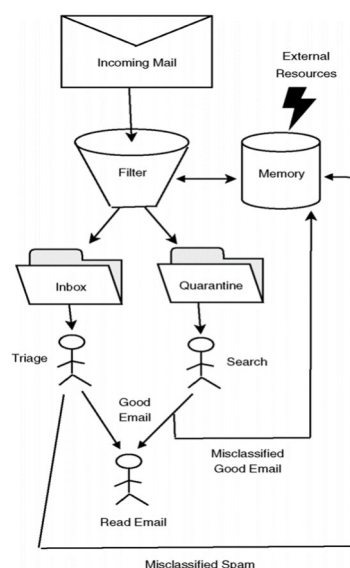 Incoming Mail
External
Resources
Filter
Memory
Inbox
Quarantine
Triage
Search
Good
Email
Misclassified
Good Email
Read Email
Misclassified Spam